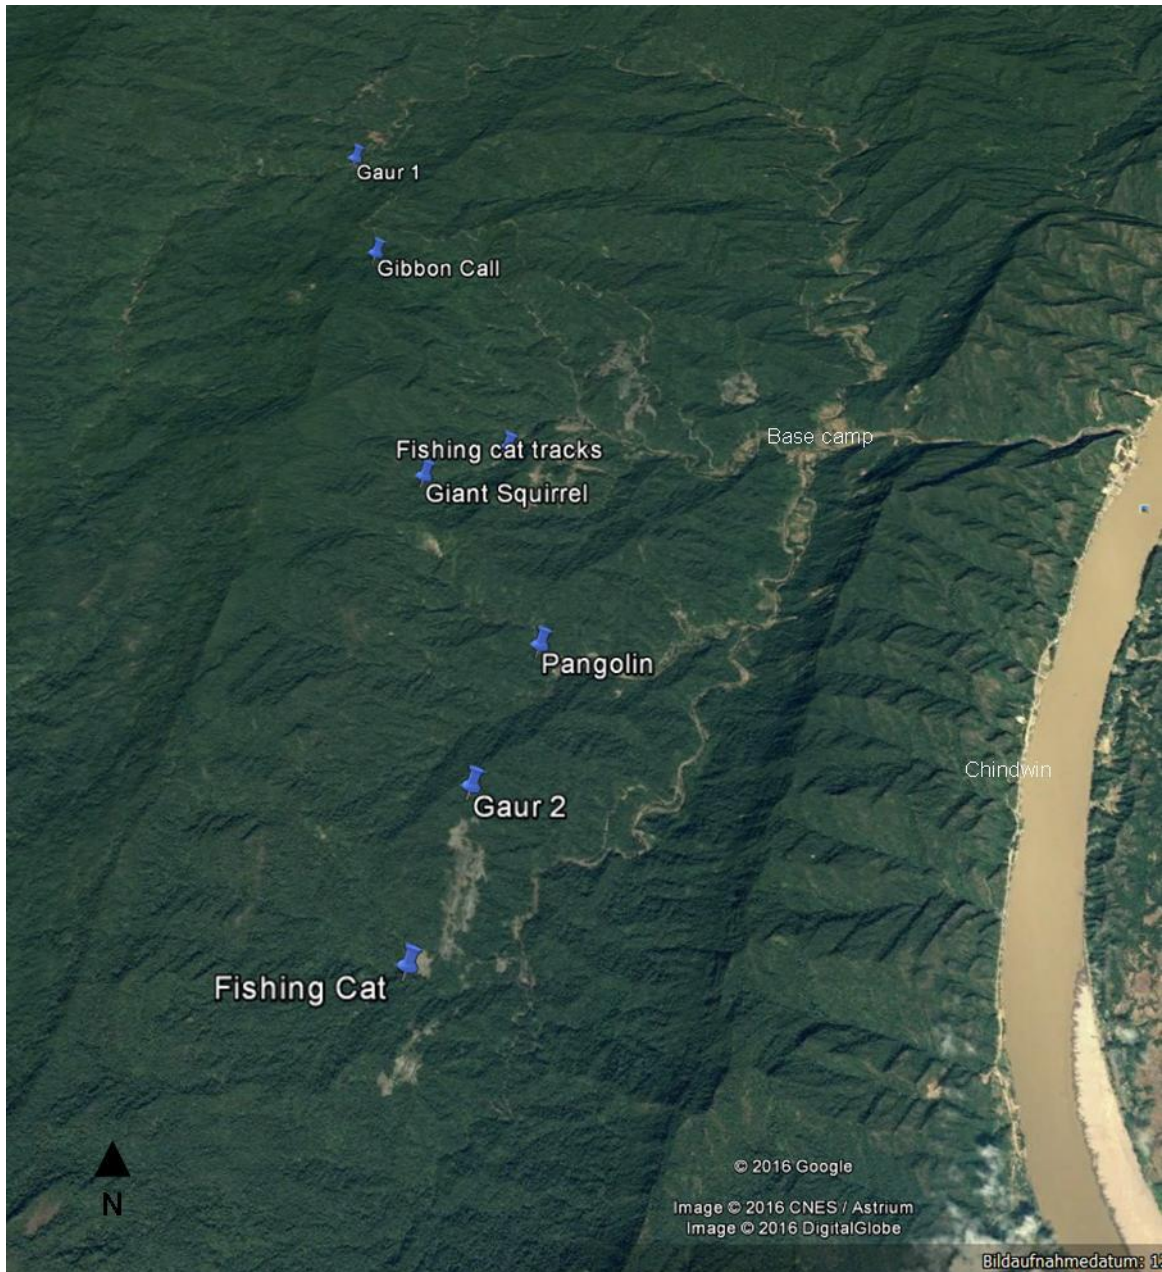 Gaur 1
Gibbon Call
Base camp
Fishing cat tracks
Giant Squirrel
Pangolin
Chindwin
Gaur 2
Fishing Cat
N
© 2016 Google
Image © 2016 CNES / Astrium
Image © 2016 DigitalGlobe
Bildaufnahmedatum: